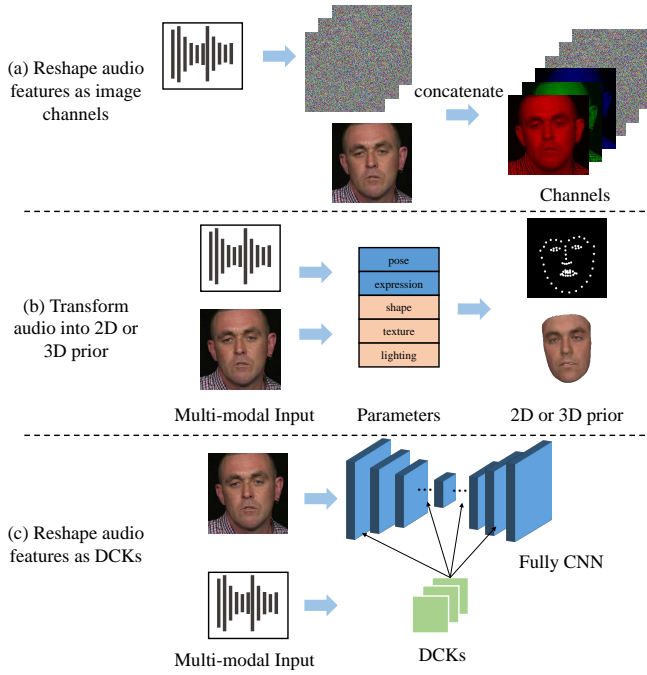 (a) Reshape audio
features as image
channels
concatenate
Channels
(b) Transform
audio into 2D or
3D prior
pose
expression
shape
texture
lighting
Multi-modal Input
Parameters
2D or 3D prior
(c) Reshape audio
features as DCKs
Fully CNN
Multi-modal Input
DCKs